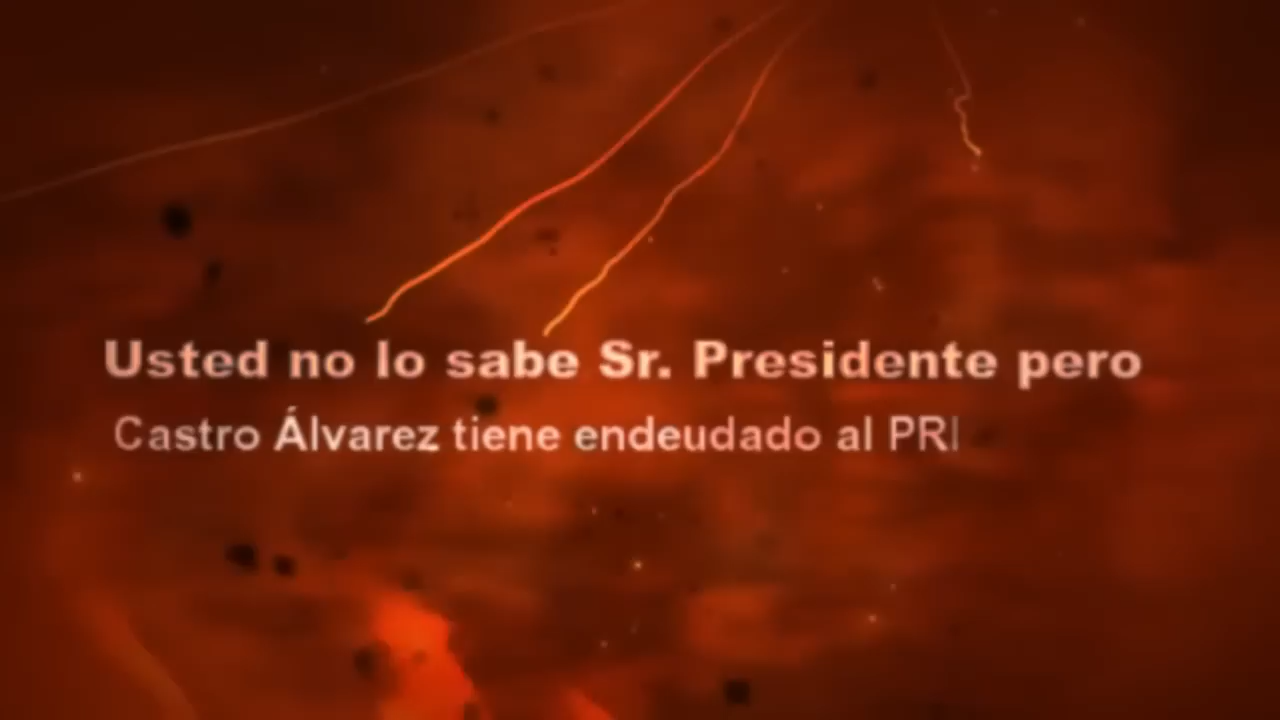 Usted no lo sabe Sr. Presidente pero
Castro Álvarez tiene endeudado al PRI